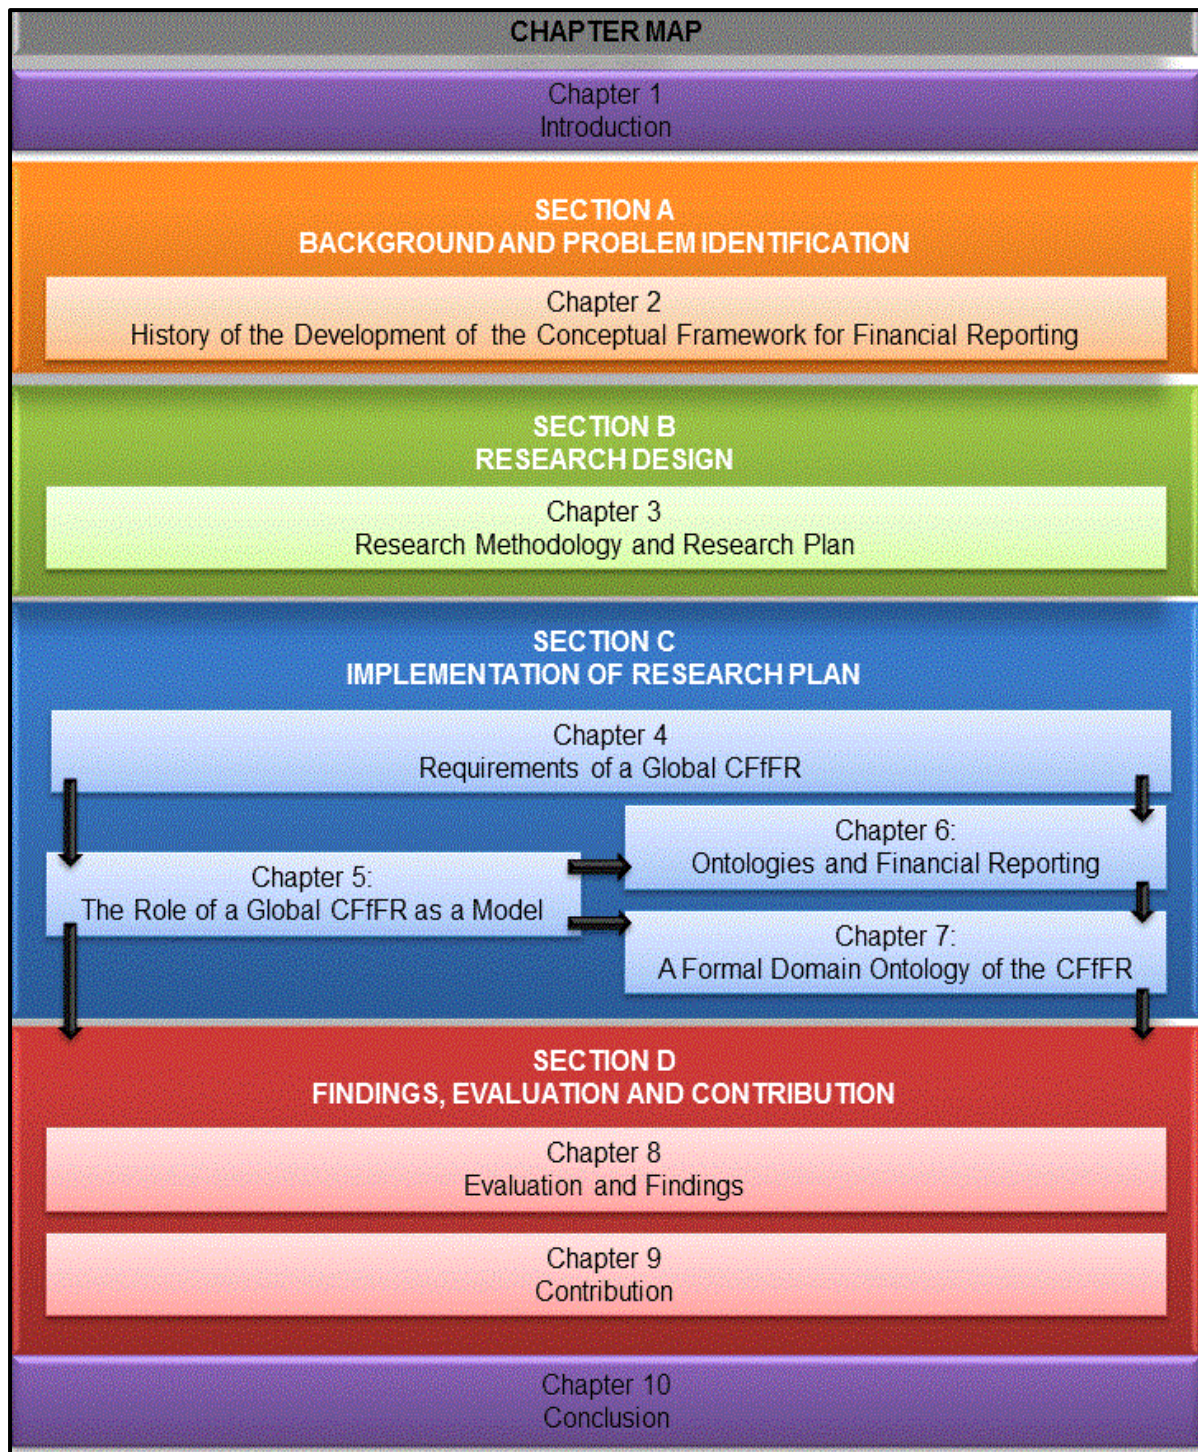 CHAPTER MAP
Chapter 1
Introduction
SECTION A
BACKGROUND AND PROBLEM IDENTIFICATION
Chapter 2
History of the Development of the Conceptual Framework for Financial Reporting
SECTION B
RESEARCH DESIGN
Chapter 3
Research Methodology and Research Plan
SECTION C
IMPLEMENTATION OF RESEARCH PLAN
Chapter 4
Requirements of a Global CFfFR
Chapter 5:
The Role of a Global CFfFR as a Model
Chapter 6:
Ontologies and Financial Reporting
Chapter 7:
A Formal Domain Ontology of the CFfFR
SECTION D
FINDINGS, EVALUATION AND CONTRIBUTION
Chapter 8
Evaluation and Findings
Chapter 9
Contribution
Chapter 10
Conclusion